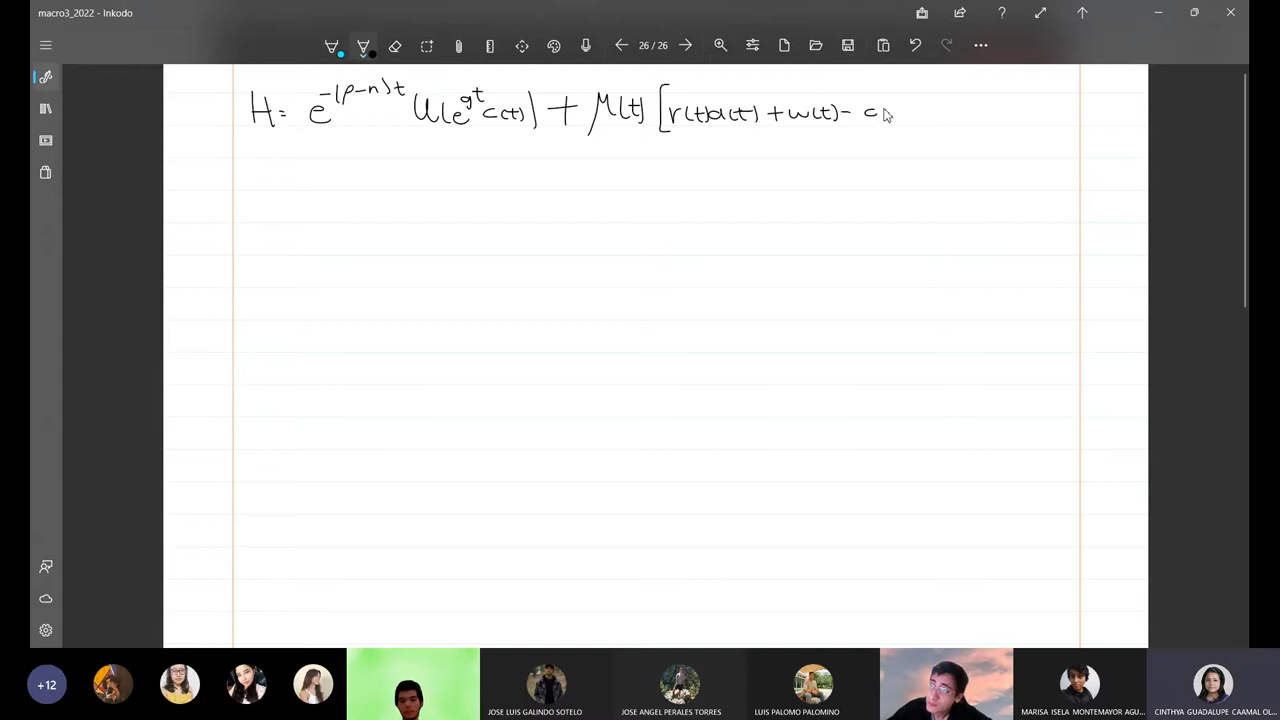 macro3_2022 - Inkodo
26 / 26
H= e^{-(ρ-n)t} U(e^{gt} c(t)) + μ(t) [r(t)a(t) + w(t) - c
+12
JOSE LUIS GALINDO SOTELO
JOSE ANGEL PERALES TORRES
LUIS PALOMO PALOMINO
MARISA ISELA MONTEMAYOR AGU...
CINTHYA GUADALUPE CAAMAL OL...